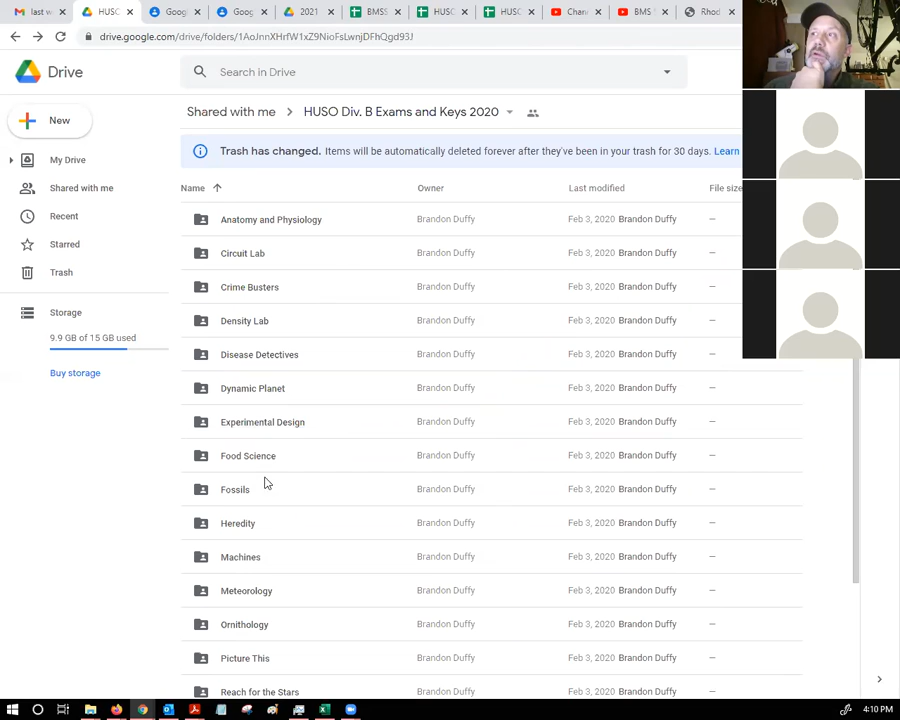 last w
HUSO
Googl
Goog
2021
BMSS
HUSO
HUSO
Chan
BMS
Rhod
drive.google.com/drive/folders/1AoJnnXHrfW1xZ9NioFsLwnjDFhQgd93J
Drive
Search in Drive
New
Shared with me > HUSO Div. B Exams and Keys 2020
My Drive
Trash has changed. Items will be automatically deleted forever after they've been in your trash for 30 days. Learn
Shared with me
Name Owner Last modified File size
Recent
Anatomy and Physiology Brandon Duffy Feb 3, 2020 Brandon Duffy —
Starred
Circuit Lab Brandon Duffy Feb 3, 2020 Brandon Duffy —
Trash
Crime Busters Brandon Duffy Feb 3, 2020 Brandon Duffy —
Storage
Density Lab Brandon Duffy Feb 3, 2020 Brandon Duffy —
9.9 GB of 15 GB used
Disease Detectives Brandon Duffy Feb 3, 2020 Brandon Duffy —
Buy storage
Dynamic Planet Brandon Duffy Feb 3, 2020 Brandon Duffy —
Experimental Design Brandon Duffy Feb 3, 2020 Brandon Duffy —
Food Science Brandon Duffy Feb 3, 2020 Brandon Duffy —
Fossils Brandon Duffy Feb 3, 2020 Brandon Duffy —
Heredity Brandon Duffy Feb 3, 2020 Brandon Duffy —
Machines Brandon Duffy Feb 3, 2020 Brandon Duffy —
Meteorology Brandon Duffy Feb 3, 2020 Brandon Duffy —
Ornithology Brandon Duffy Feb 3, 2020 Brandon Duffy —
Picture This Brandon Duffy Feb 3, 2020 Brandon Duffy —
Reach for the Stars Brandon Duffy Feb 3, 2020 Brandon Duffy —
4:10 PM